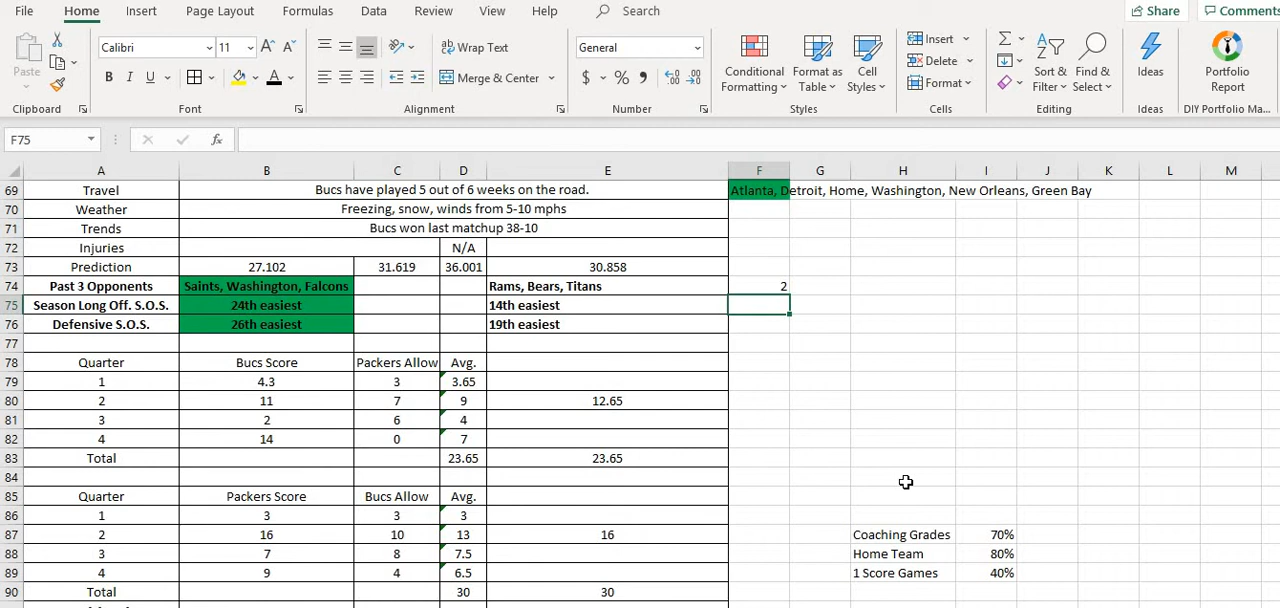 File Home Insert Page Layout Formulas Data Review View Help Search Share Comments
Calibri 11 A A Wrap Text General Insert Σ
Paste B I U A Merge & Center $ % Conditional Formatting Format as Table Cell Styles Delete Format Sort & Filter Find & Select Ideas Portfolio Report
Clipboard Font Alignment Number Styles Cells Editing Ideas DIY Portfolio Ma...
F75 fx
A B C D E F G H I J K L M
69 Travel Bucs have played 5 out of 6 weeks on the road. Atlanta, Detroit, Home, Washington, New Orleans, Green Bay
70 Weather Freezing, snow, winds from 5-10 mphs
71 Trends Bucs won last matchup 38-10
72 Injuries N/A
73 Prediction 27.102 31.619 36.001 30.858
74 Past 3 Opponents Saints, Washington, Falcons Rams, Bears, Titans 2
75 Season Long Off. S.O.S. 24th easiest 14th easiest
76 Defensive S.O.S. 26th easiest 19th easiest
77
78 Quarter Bucs Score Packers Allow Avg.
79 1 4.3 3 3.65
80 2 11 7 9 12.65
81 3 2 6 4
82 4 14 0 7
83 Total 23.65 23.65
84
85 Quarter Packers Score Bucs Allow Avg.
86 1 3 3 3
87 2 16 10 13 16 Coaching Grades 70%
88 3 7 8 7.5 Home Team 80%
89 4 9 4 6.5 1 Score Games 40%
90 Total 30 30